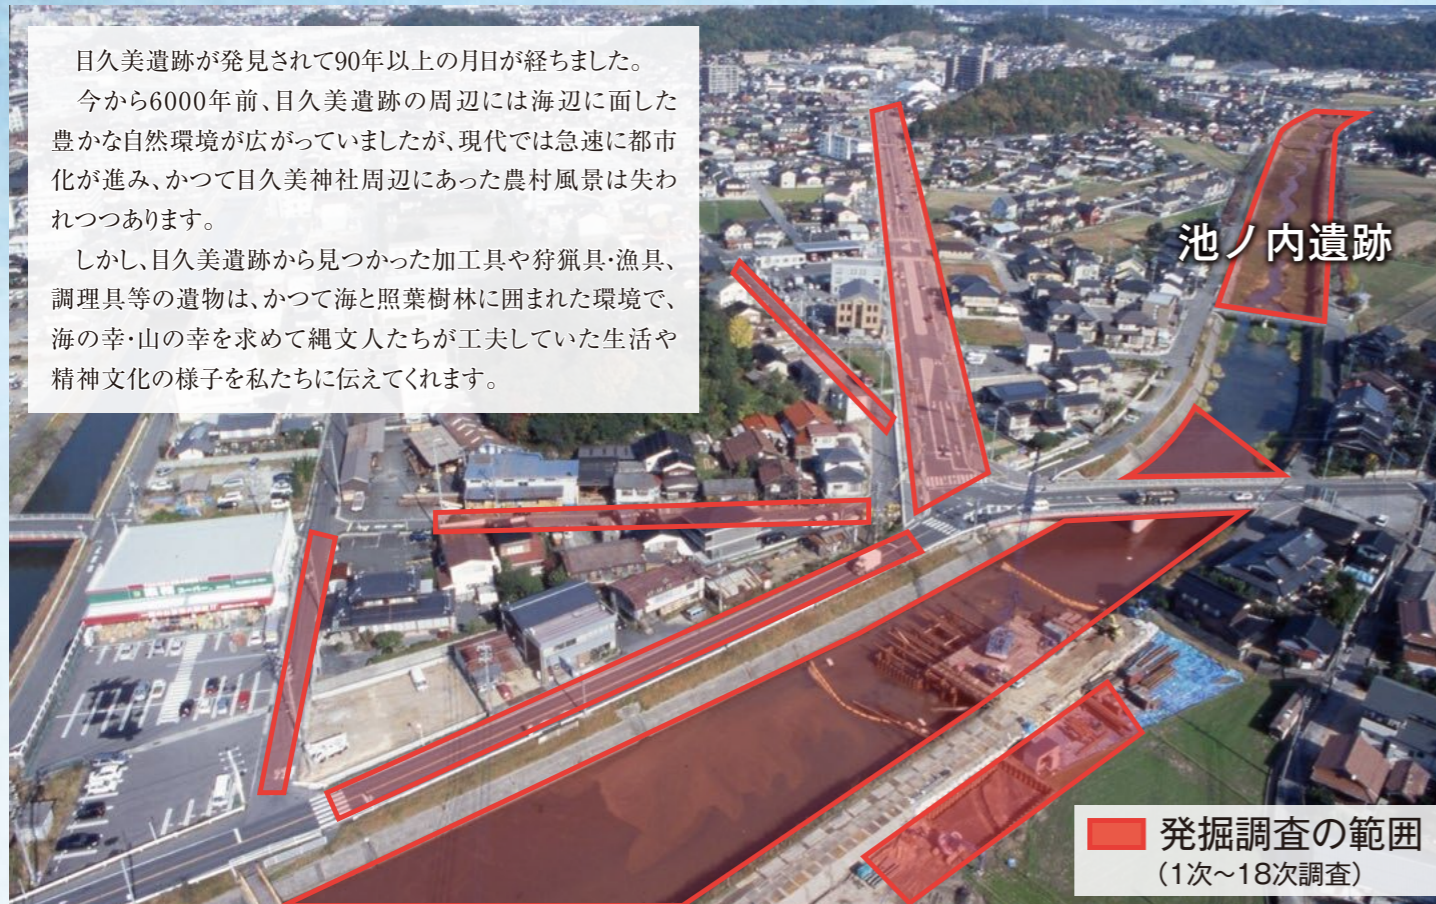 目久美遺跡が発見されて90年以上の月日が経ちました。
今から6000年前、目久美遺跡の周辺には海辺に面した
豊かな自然環境が広がっていましたが、現代では急速に都市
化が進み、かつて目久美神社周辺にあった農村風景は失わ
れつつあります。
しかし、目久美遺跡から見つかった加工具や狩猟具・漁具、
調理具等の遺物は、かつて海と照葉樹林に囲まれた環境で、
海の幸・山の幸を求めて縄文人たちが工夫していた生活や
精神文化の様子を私たちに伝えてくれます。
池ノ内遺跡
発掘調査の範囲
（1次～18次調査）